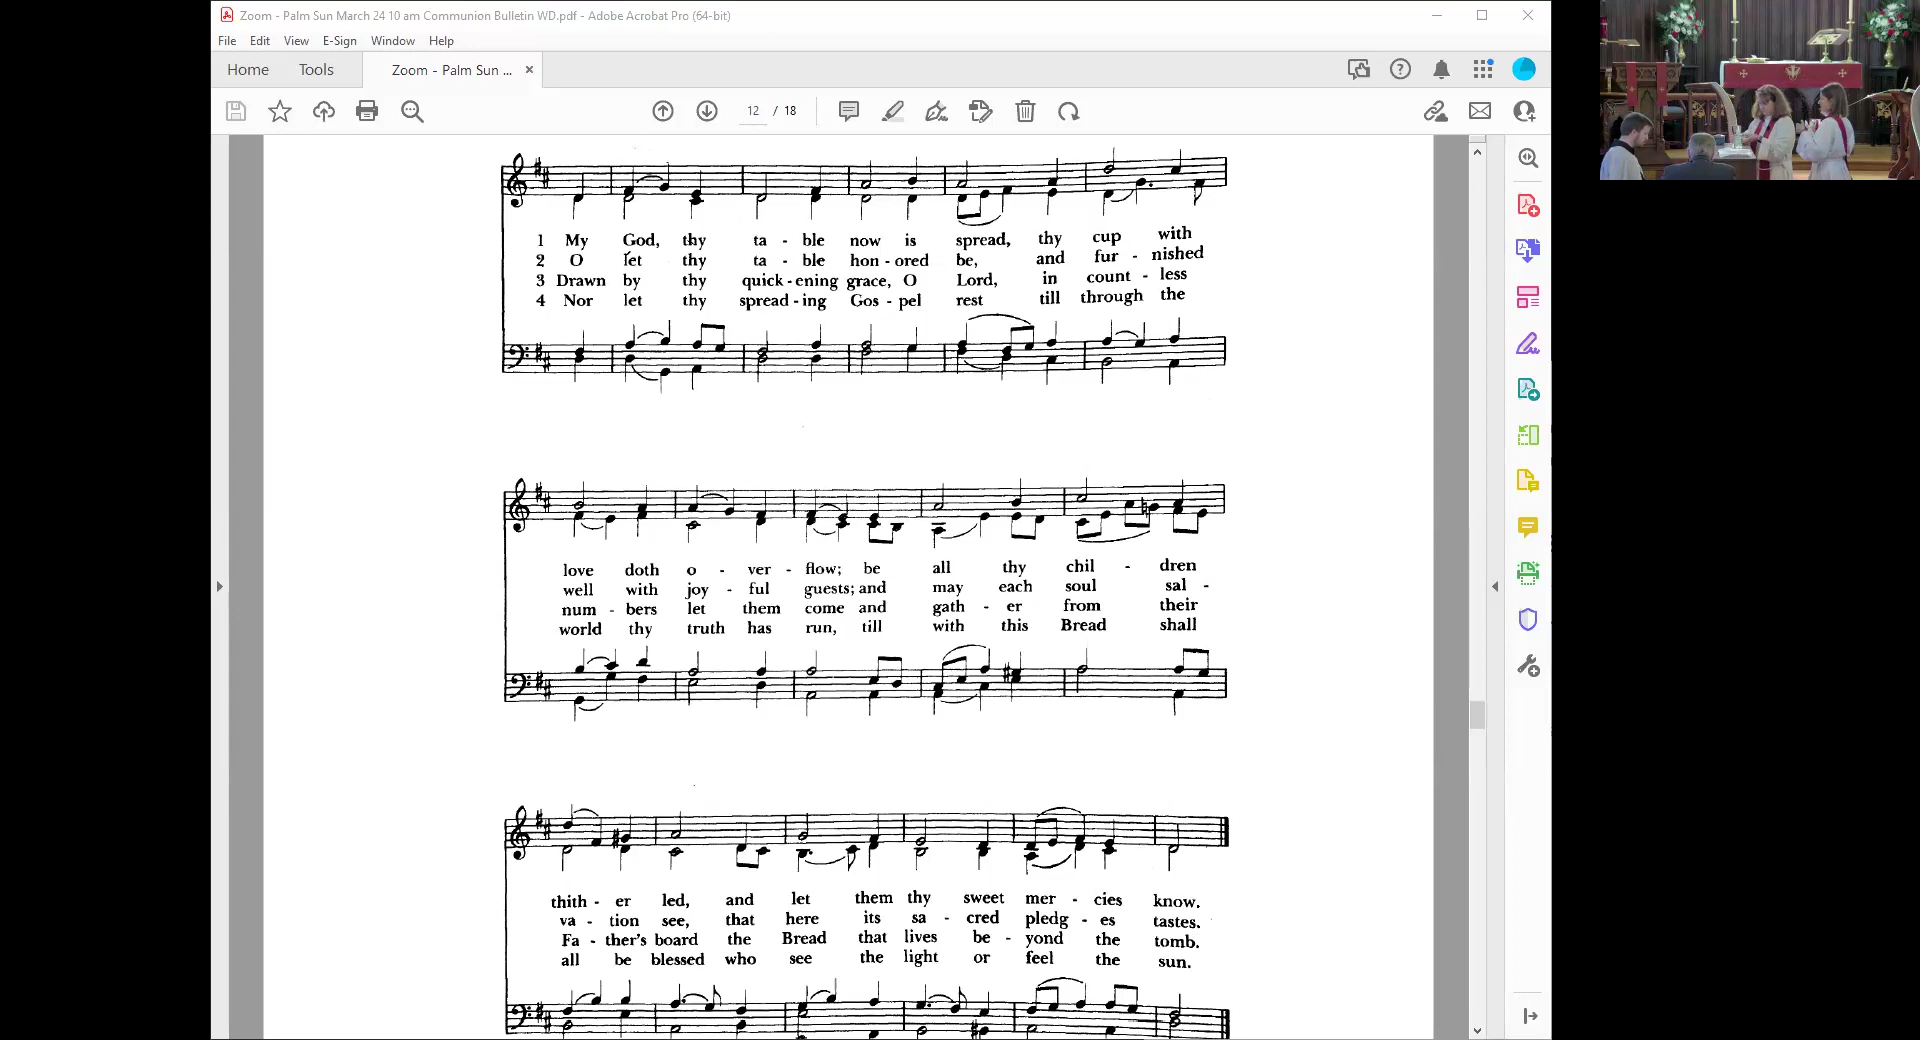 Zoom - Palm Sun March 24 10 am Communion Bulletin WD.pdf - Adobe Acrobat Pro (64-bit)
File Edit View E-Sign Window Help
Home Tools Zoom - Palm Sun ... ×
12 / 18
1 My God, thy ta - ble now is spread, thy cup with
2 O let thy ta - ble hon - ored be, and fur - nished
3 Drawn by thy quick - ening grace, O Lord, in count - less
4 Nor let thy spread - ing Gos - pel rest till through the
love doth o - ver - flow; be all thy chil - dren
well with joy - ful guests; and may each soul sal -
num - bers let them come and gath - er from their
world thy truth has run, till with this Bread shall
thith - er led, and let them thy sweet mer - cies know.
va - tion see, that here its sa - cred pledg - es tastes.
Fa - ther's board the Bread that lives be - yond the tomb.
all be blessed who see the light or feel the sun.